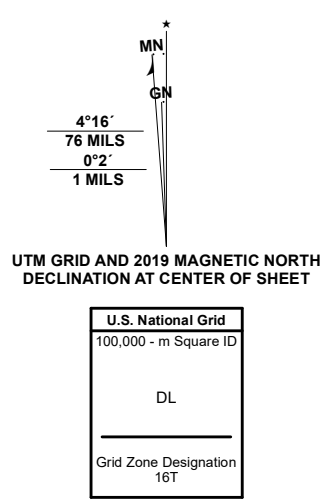 ★
MN
GN
4°16´
76 MILS
0°2´
1 MILS
UTM GRID AND 2019 MAGNETIC NORTH
DECLINATION AT CENTER OF SHEET
U.S. National Grid
100,000 - m Square ID
DL
Grid Zone Designation
16T